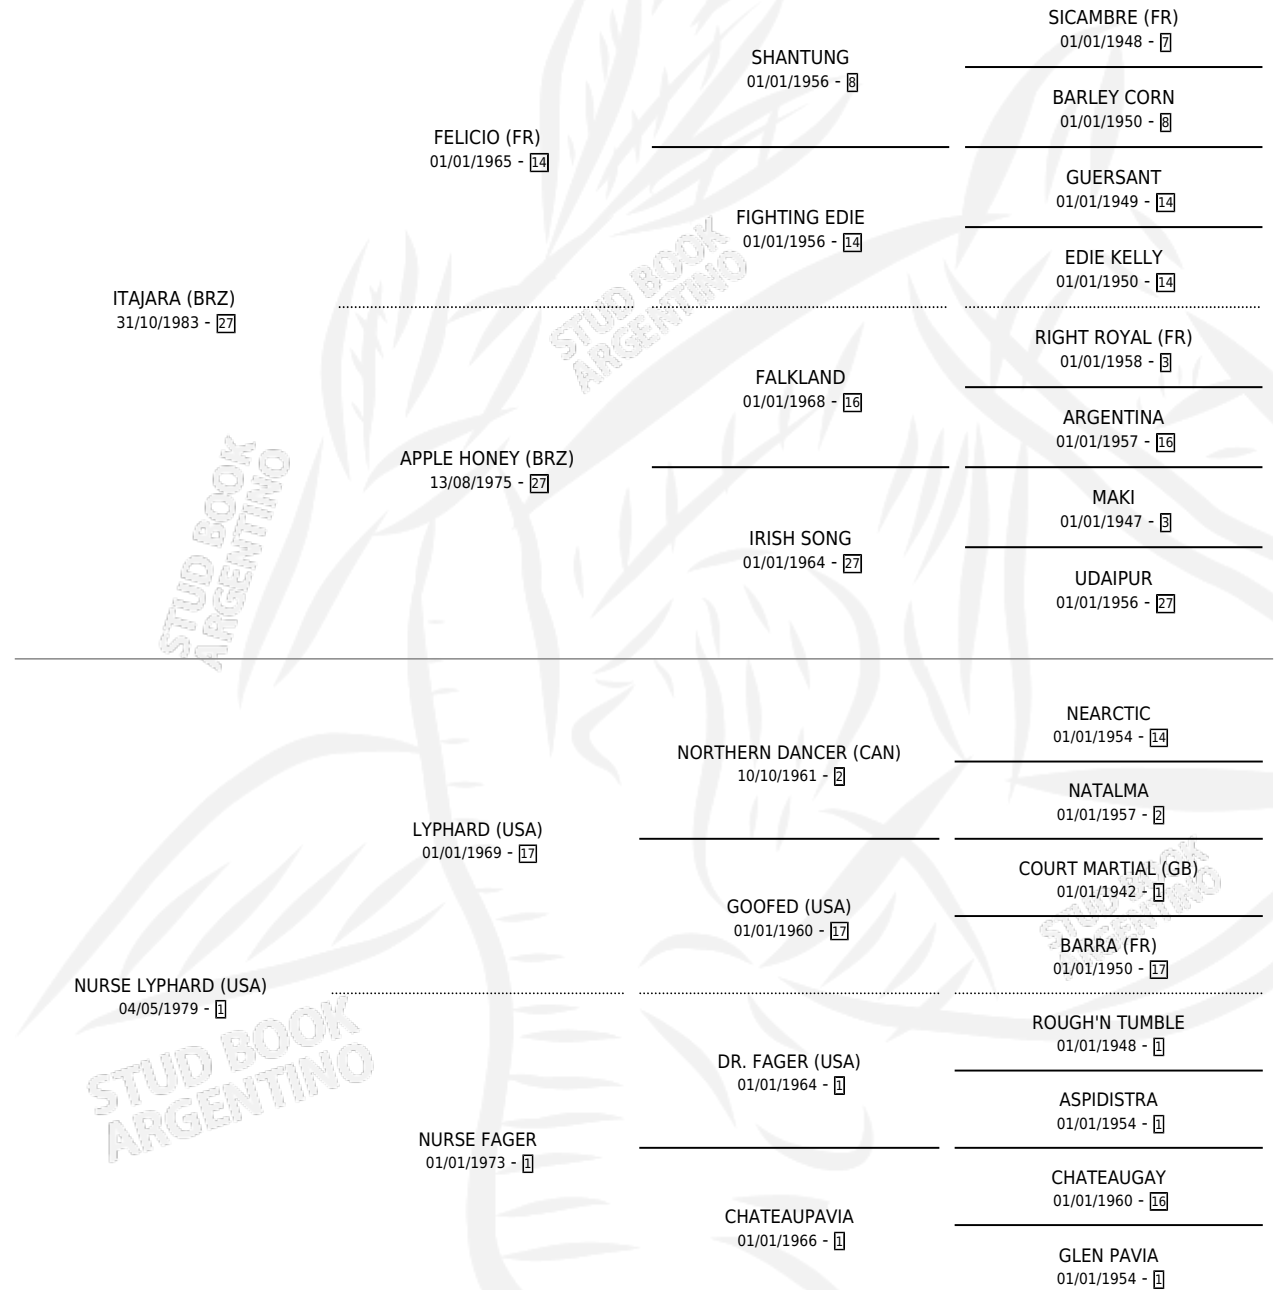 SICAMBRE (FR)
01/01/1948 - 7
SHANTUNG
01/01/1956 - 8
BARLEY CORN
01/01/1950 - 8
FELICIO (FR)
01/01/1965 - 14
GUERSANT
01/01/1949 - 14
FIGHTING EDIE
01/01/1956 - 14
EDIE KELLY
01/01/1950 - 14
ITAJARA (BRZ)
31/10/1983 - 27
RIGHT ROYAL (FR)
01/01/1958 - 3
FALKLAND
01/01/1968 - 16
ARGENTINA
01/01/1957 - 16
APPLE HONEY (BRZ)
13/08/1975 - 27
MAKI
01/01/1947 - 3
IRISH SONG
01/01/1964 - 27
UDAIPUR
01/01/1956 - 27
NEARCTIC
01/01/1954 - 14
NORTHERN DANCER (CAN)
10/10/1961 - 2
NATALMA
01/01/1957 - 2
LYPHARD (USA)
01/01/1969 - 17
COURT MARTIAL (GB)
01/01/1942 - 1
GOOFED (USA)
01/01/1960 - 17
BARRA (FR)
01/01/1950 - 17
NURSE LYPHARD (USA)
04/05/1979 - 1
ROUGH'N TUMBLE
01/01/1948 - 1
DR. FAGER (USA)
01/01/1964 - 1
ASPIDISTRA
01/01/1954 - 1
NURSE FAGER
01/01/1973 - 1
CHATEAUGAY
01/01/1960 - 16
CHATEAUPAVIA
01/01/1966 - 1
GLEN PAVIA
01/01/1954 - 1
STUD BOOK
ARGENTINO
STUD BOOK
ARGENTINO
STUD BOOK
ARGENTINO
STUD BOOK
ARGENTINO